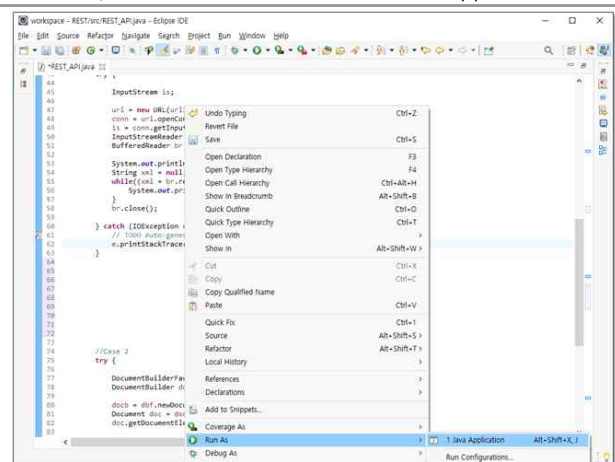 workspace - REST/src/REST_API.java - Eclipse IDE
File Edit Source Refactor Navigate Search Project Run Window Help
*REST_API.java
try {
44
45 InputStream is;
46
47 url = new URL(url
48 conn = url.openCon
49 is = conn.getInput
50 InputStreamReader
51 BufferedReader br
52
53 System.out.printl
54 String xml = null
55 while((xml = br.re
56 System.out.pr
57 }
58 br.close();
59
60 } catch (IOException
61 // TODO Auto-gene
62 e.printStackTrace
63 }
64
65
66
67
68
69
70
71
72
73
74 //Case 2
75 try {
76
77 DocumentBuilderFa
78 DocumentBuilder d
79
80 docb = dbf.newDoc
81 Document doc = do
82 doc.getDocumentEl
83
Undo Typing Ctrl+Z
Revert File
Save Ctrl+S
Open Declaration F3
Open Type Hierarchy F4
Open Call Hierarchy Ctrl+Alt+H
Show in Breadcrumb Alt+Shift+B
Quick Outline Ctrl+O
Quick Type Hierarchy Ctrl+T
Open With >
Show In Alt+Shift+W >
Cut Ctrl+X
Copy Ctrl+C
Copy Qualified Name
Paste Ctrl+V
Quick Fix Ctrl+1
Source Alt+Shift+S >
Refactor Alt+Shift+T >
Local History >
References >
Declarations >
Add to Snippets...
Coverage As >
Run As >
Debug As >
1 Java Application Alt+Shift+X, J
Run Configurations...